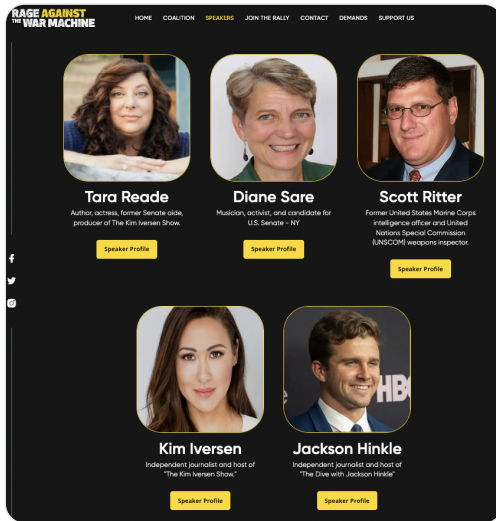 RAGE AGAINST
THE WAR MACHINE
HOME COALITION SPEAKERS JOIN THE RALLY CONTACT DEMANDS SUPPORT US
Tara Reade
Author, actress, former Senate aide,
producer of The Kim Iversen Show.
Speaker Profile
Diane Sare
Musician, activist, and candidate for
U.S. Senate - NY
Speaker Profile
Scott Ritter
Former United States Marine Corps
intelligence officer and United
Nations Special Commission
(UNSCOM) weapons inspector.
Speaker Profile
Kim Iversen
Independent journalist and host of
"The Kim Iversen Show."
Speaker Profile
HBO
Jackson Hinkle
Independent journalist and host of
"The Dive with Jackson Hinkle"
Speaker Profile